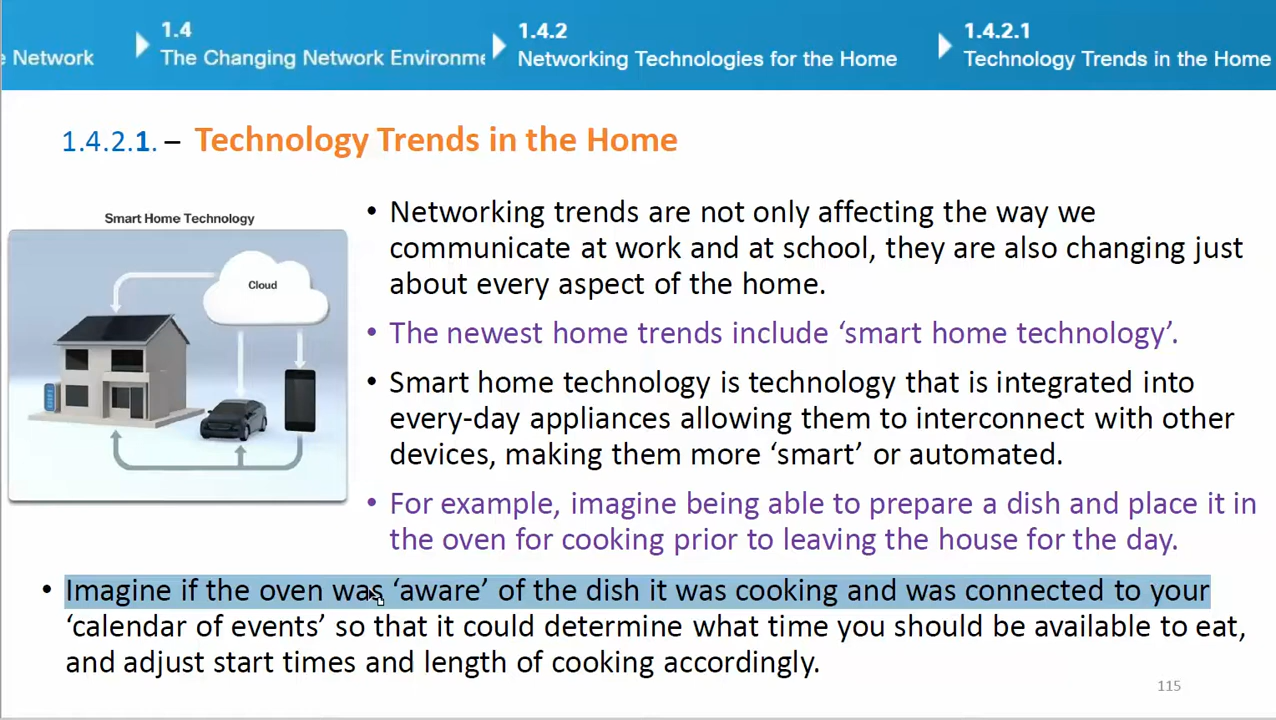 e Network
1.4
The Changing Network Environme
1.4.2
Networking Technologies for the Home
1.4.2.1
Technology Trends in the Home
1.4.2.1. – Technology Trends in the Home
Smart Home Technology
Cloud
• Networking trends are not only affecting the way we
communicate at work and at school, they are also changing just
about every aspect of the home.
• The newest home trends include ‘smart home technology’.
• Smart home technology is technology that is integrated into
every-day appliances allowing them to interconnect with other
devices, making them more ‘smart’ or automated.
• For example, imagine being able to prepare a dish and place it in
the oven for cooking prior to leaving the house for the day.
• Imagine if the oven was ‘aware’ of the dish it was cooking and was connected to your
‘calendar of events’ so that it could determine what time you should be available to eat,
and adjust start times and length of cooking accordingly.
115